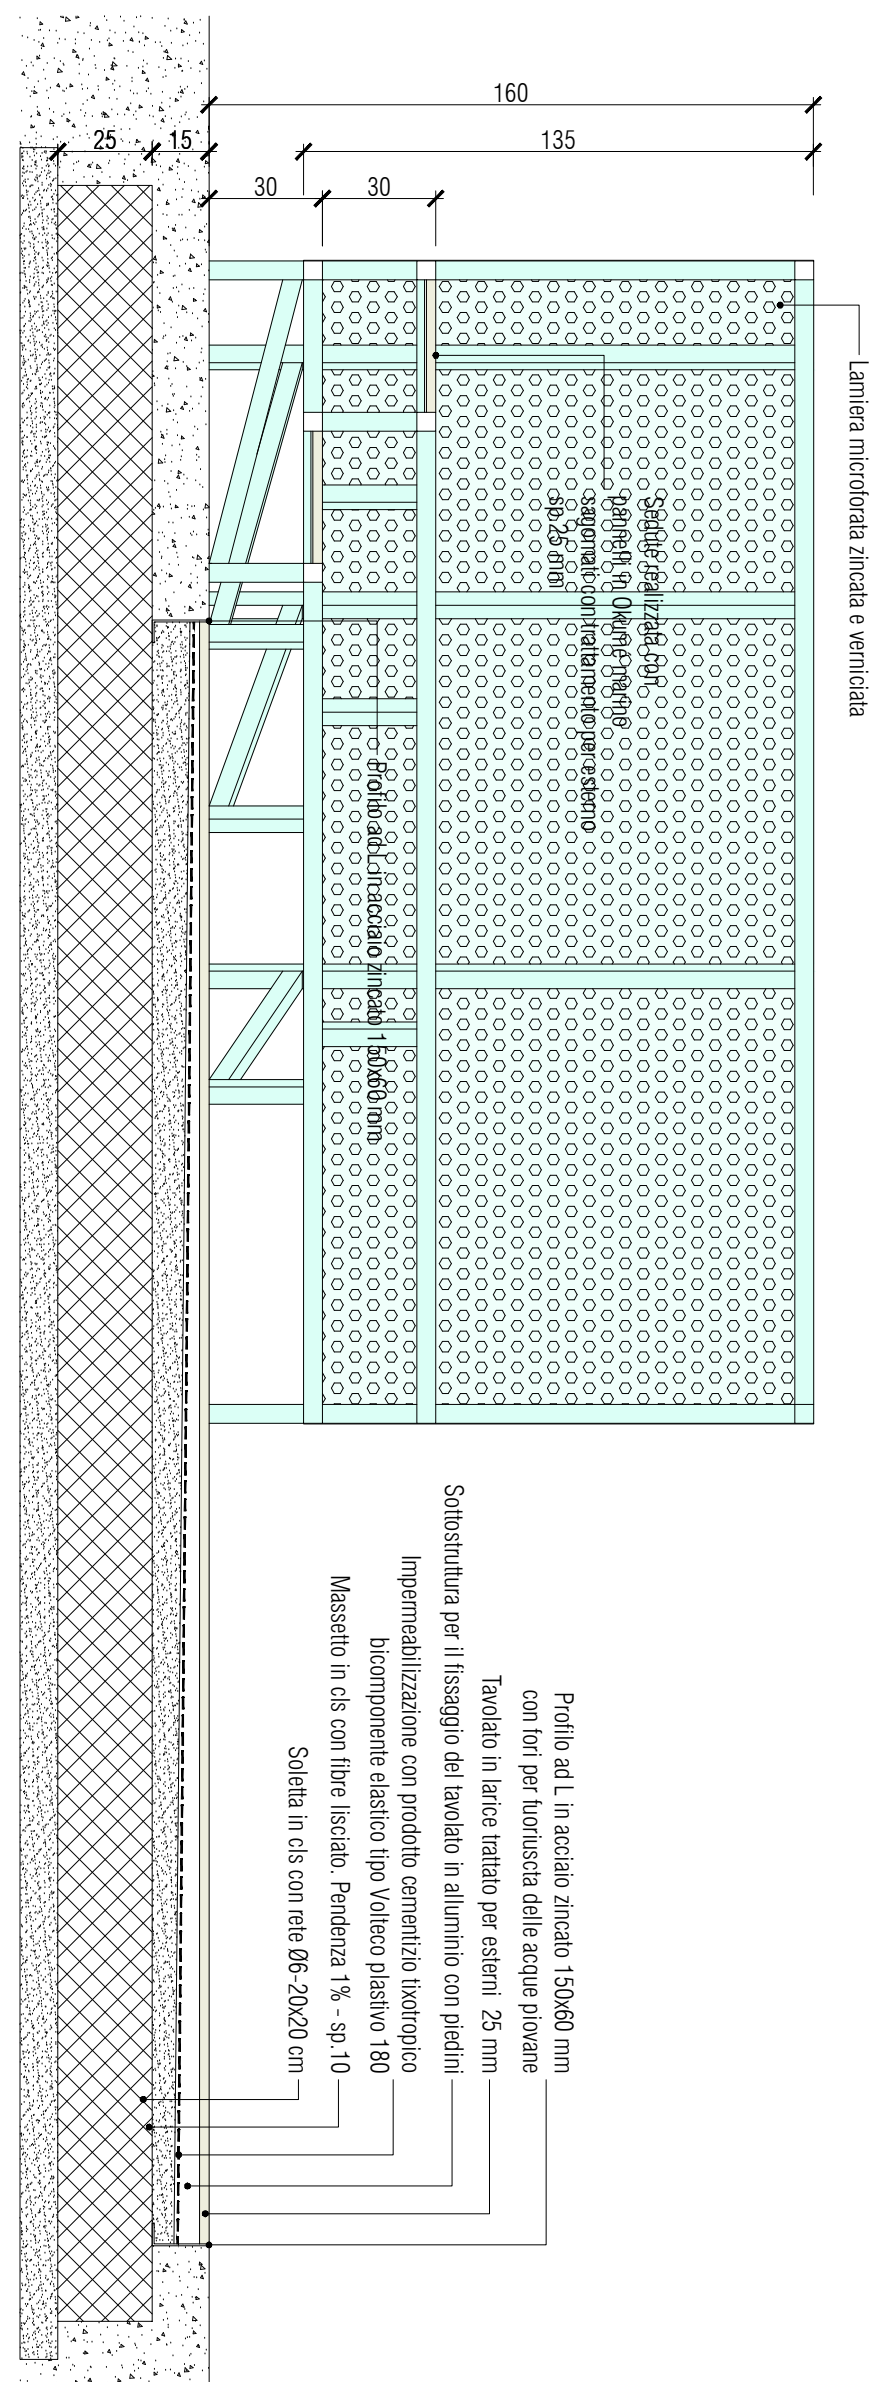 160
135
25
15
30
30
Lamiera microforata zincata e verniciata
Sedute realizzata con
pannelli in Okumè marino
sagomati con trattamento per esterno
sp.25 mm
Profilo ad L in acciaio zincato 150x60 mm
Profilo ad L in acciaio zincato 150x60 mm
con fori per fuoriuscta delle acque piovane
Tavolato in larice trattato per esterni 25 mm
Sottostruttura per il fissaggio del tavolato in alluminio con piedini
Impermeabilizzazione con prodotto cementizio tixotropico
bicomponente elastico tipo Volteco plastivo 180
Massetto in cls con fibre lisciato. Pendenza 1% - sp.10
Soletta in cls con rete Ø6-20x20 cm